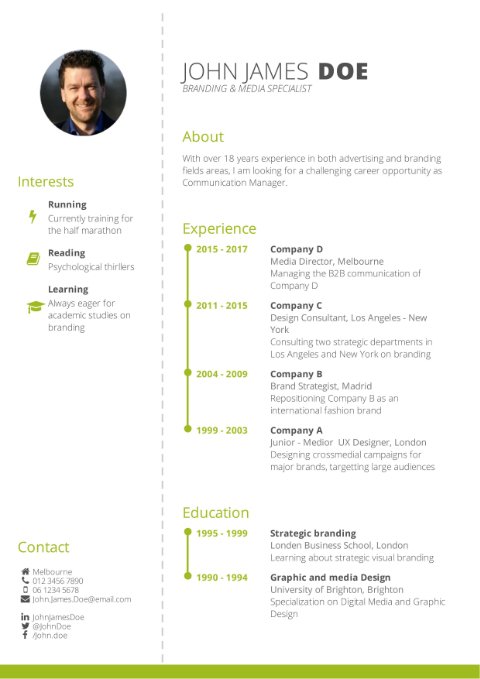 JOHN JAMES DOE
BRANDING & MEDIA SPECIALIST
About
With over 18 years experience in both advertising and branding
fields areas, I am looking for a challenging career opportunity as
Communication Manager.
Interests
Running
Currently training for
the half marathon
Reading
Psychological thirllers
Learning
Always eager for
academic studies on
branding
Experience
2015 - 2017
Company D
Media Director, Melbourne
Managing the B2B communication of
Company D
2011 - 2015
Company C
Design Consultant, Los Angeles - New
York
Consulting two strategic departments in
Los Angeles and New York on branding
2004 - 2009
Company B
Brand Strategist, Madrid
Repositioning Company B as an
international fashion brand
1999 - 2003
Company A
Junior - Medior UX Designer, London
Designing crossmedial campaigns for
major brands, targetting large audiences
Education
1995 - 1999
Strategic branding
Londen Business School, London
Learning about strategic visual branding
1990 - 1994
Graphic and media Design
University of Brighton, Brighton
Specialization on Digital Media and Graphic
Design
Contact
Melbourne
012 3456 7890
06 1234 5678
John.James.Doe@email.com
JohnjamesDoe
@JohnDoe
/john.doe